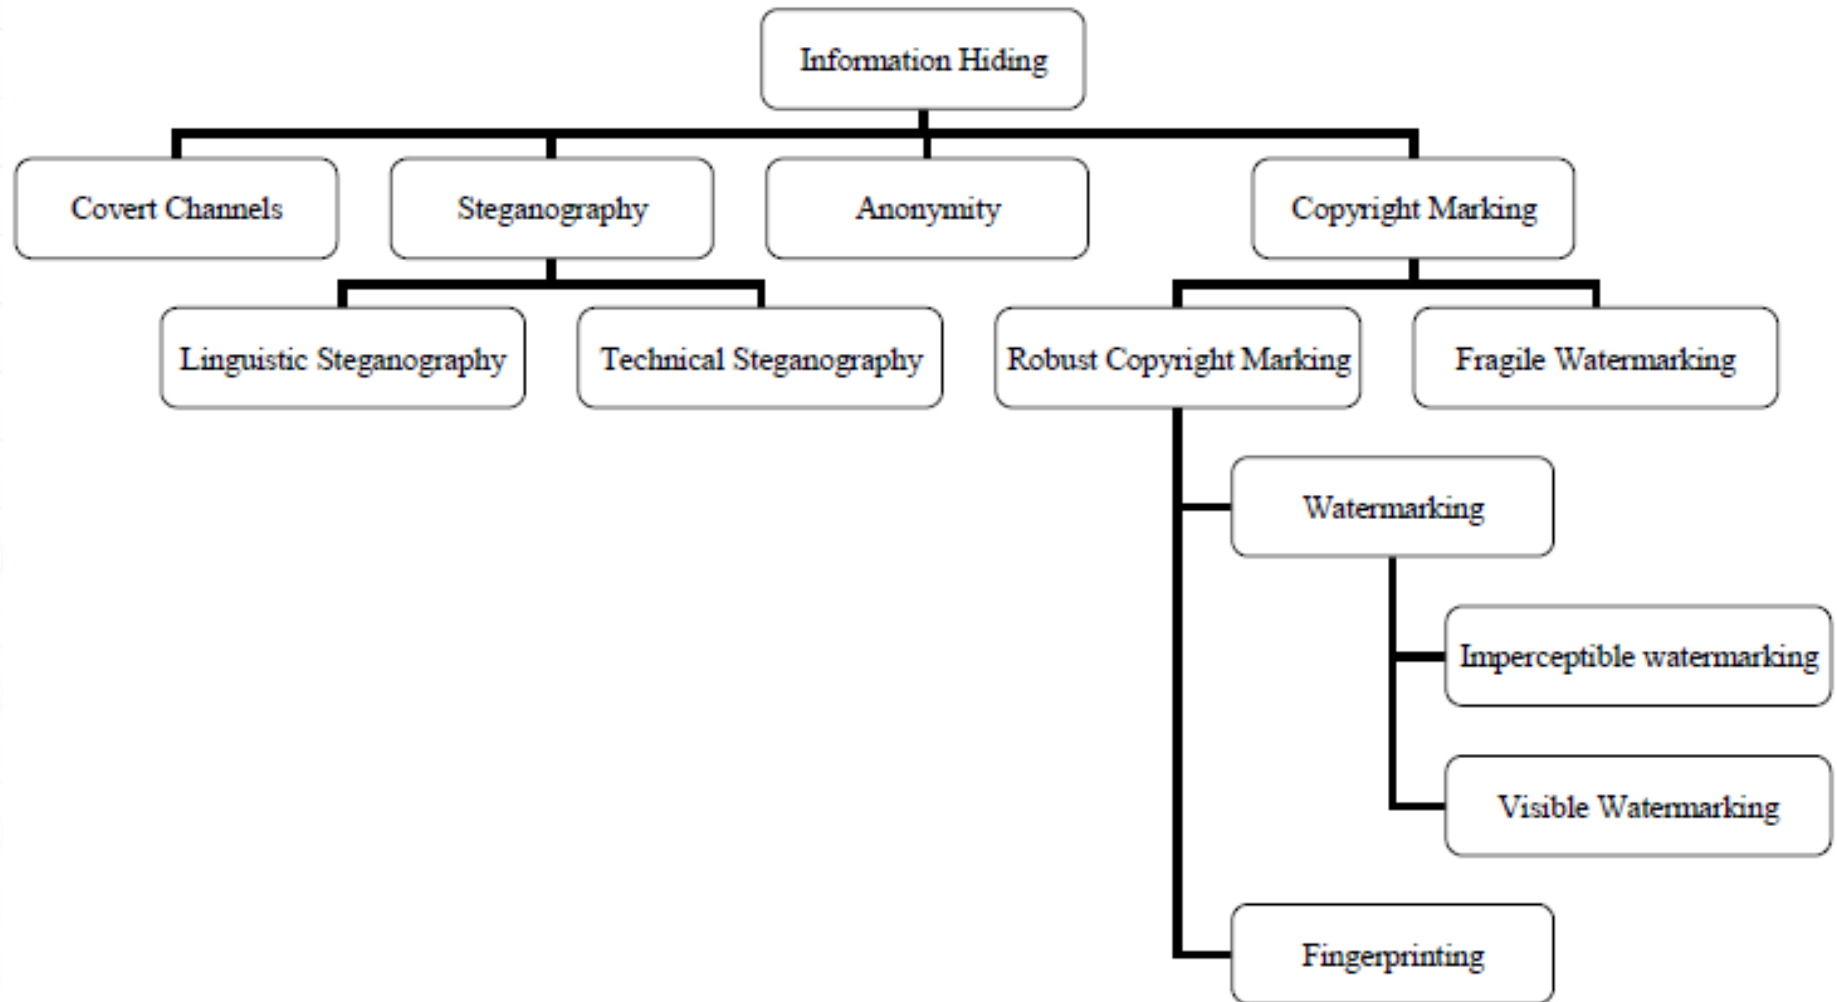 Information Hiding
Covert Channels
Steganography
Anonymity
Copyright Marking
Linguistic Steganography
Technical Steganography
Robust Copyright Marking
Fragile Watermarking
Watermarking
Imperceptible watermarking
Visible Watermarking
Fingerprinting